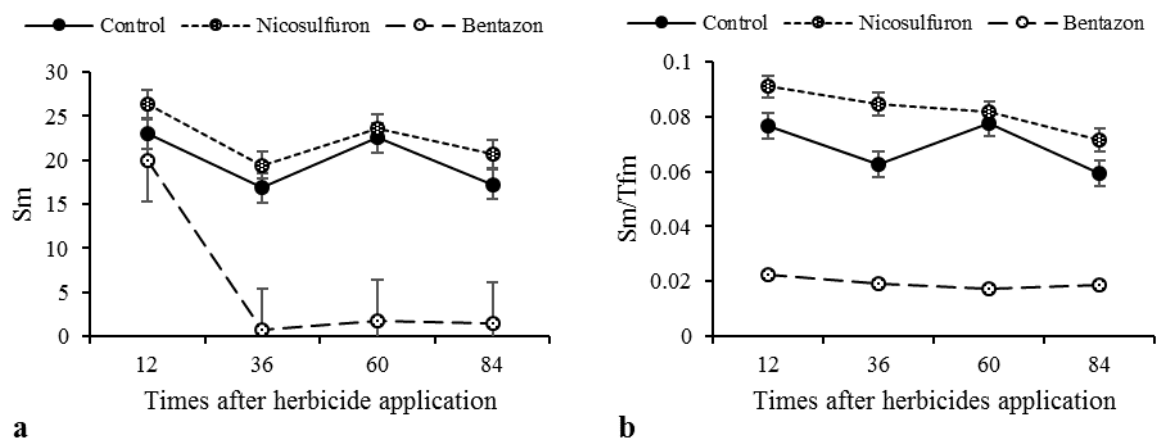 Control Nicosulfuron Bentazon
30
25
20
15
10
5
0
Sm
12 36 60 84
Times after herbicide application
a
Control Nicosulfuron Bentazon
0.1
0.08
0.06
0.04
0.02
0
Sm/Tfm
12 36 60 84
Times after herbicides application
b